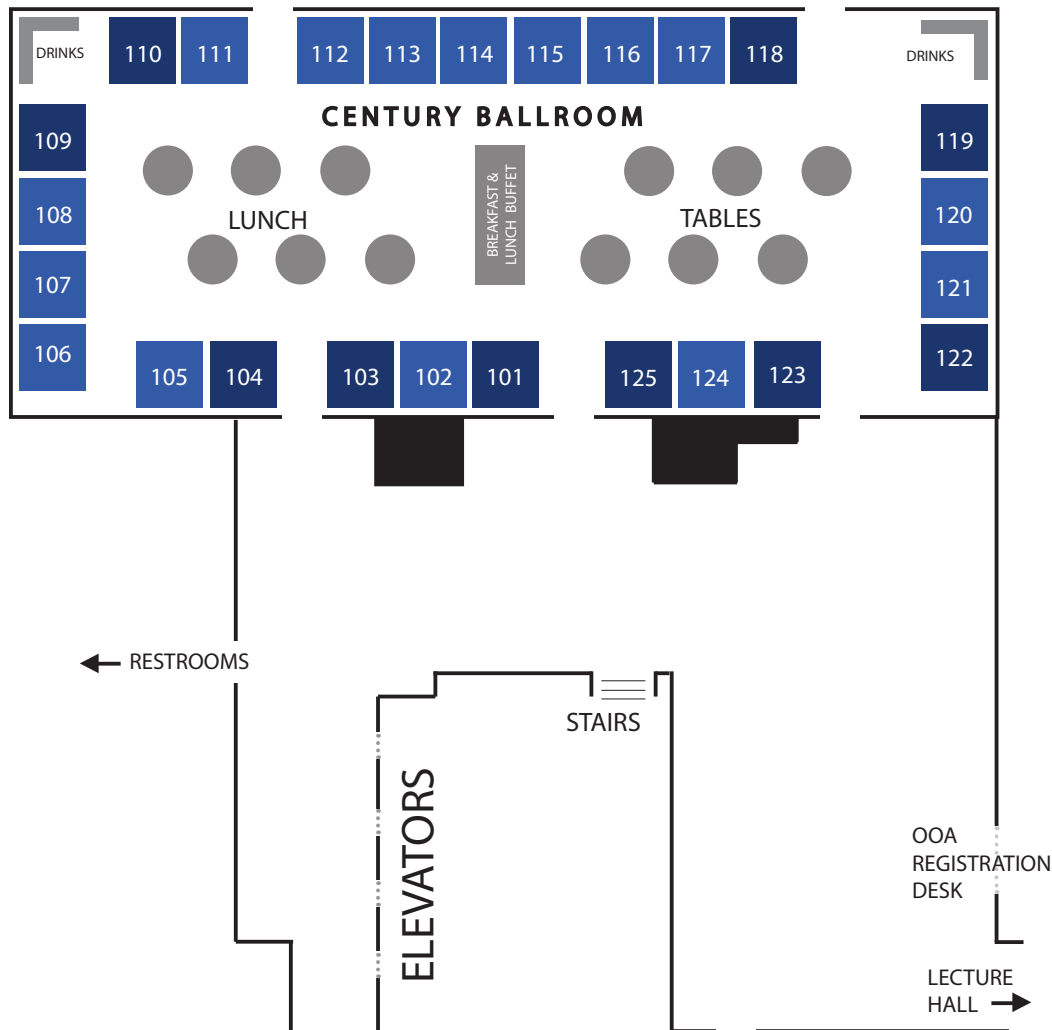 DRINKS
110
111
112
113
114
115
116
117
118
DRINKS
CENTURY BALLROOM
109
119
108
120
LUNCH
BREAKFAST &
LUNCH BUFFET
TABLES
107
121
106
122
105
104
103
102
101
125
124
123
RESTROOMS
STAIRS
ELEVATORS
OOA
REGISTRATION
DESK
LECTURE
HALL